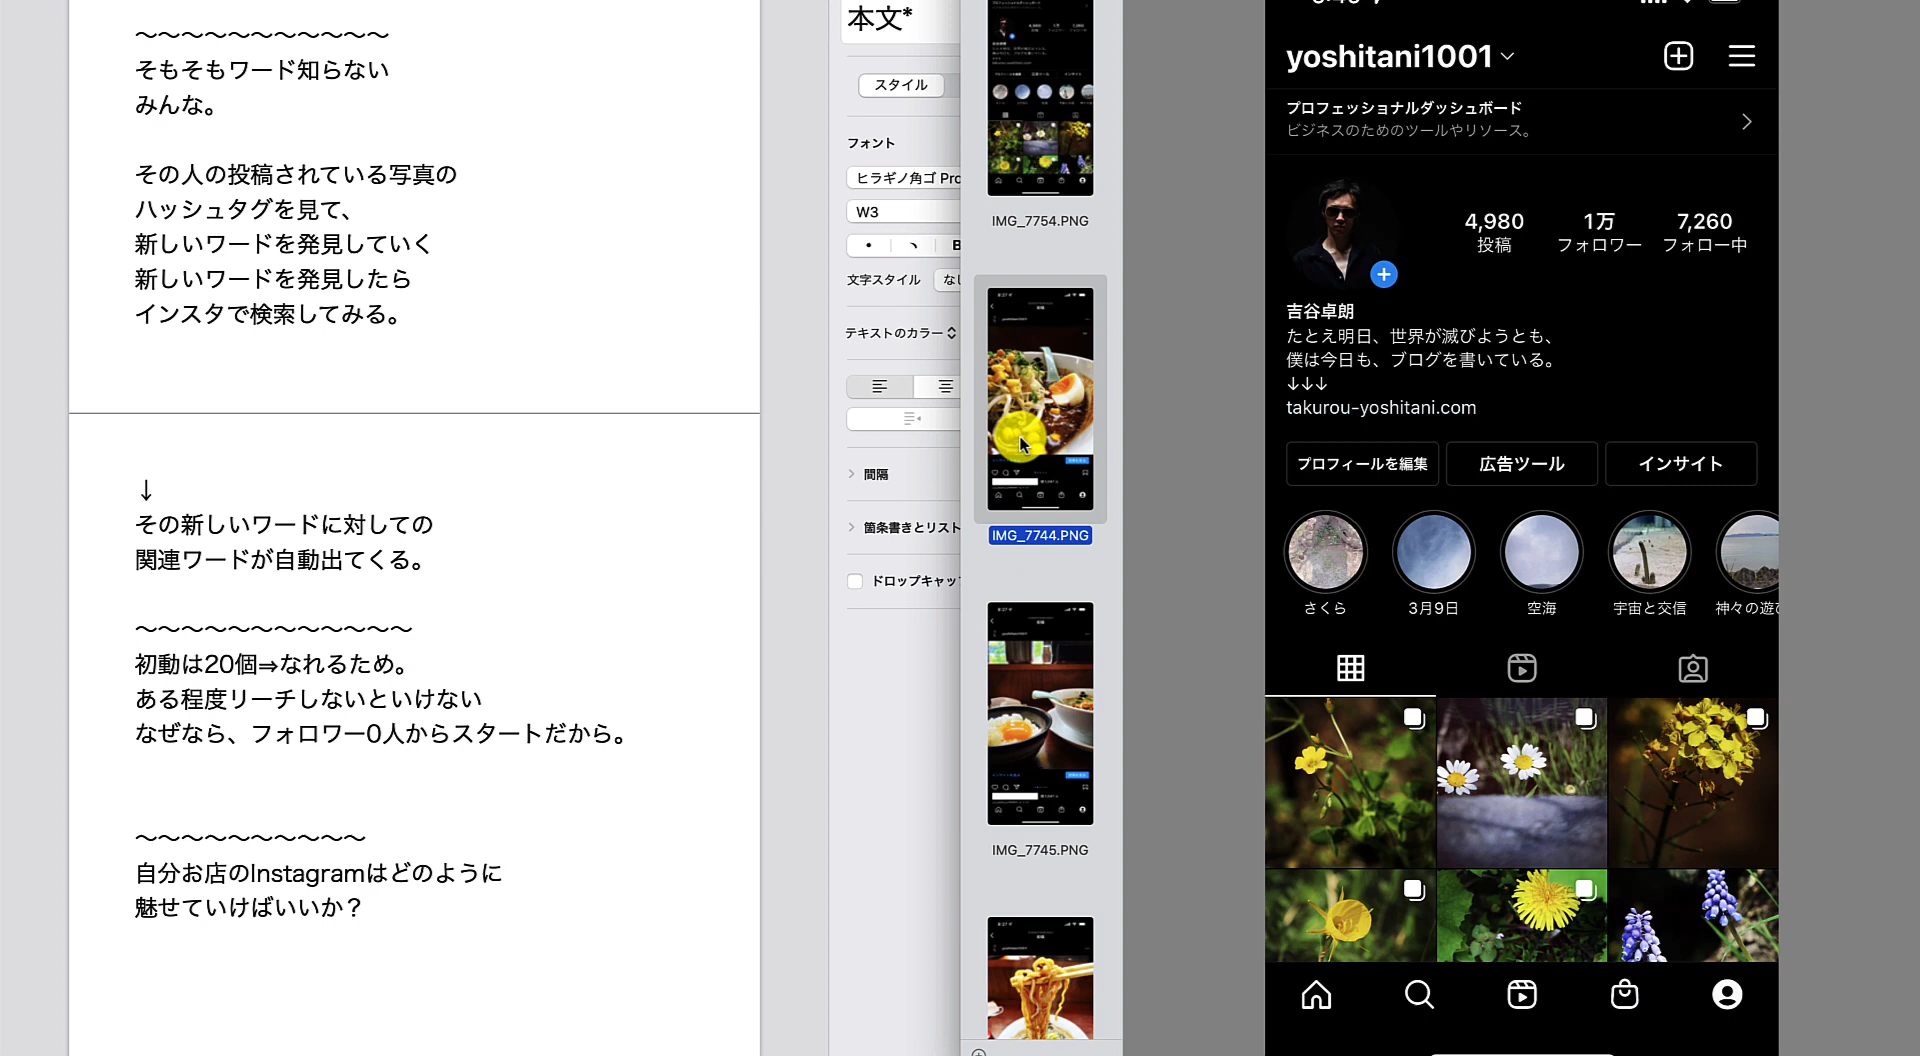 〜〜〜〜〜〜〜〜〜〜〜
そもそもワード知らない
みんな。
その人の投稿されている写真の
ハッシュタグを見て、
新しいワードを発見していく
新しいワードを発見したら
インスタで検索してみる。
↓
その新しいワードに対しての
関連ワードが自動出てくる。
〜〜〜〜〜〜〜〜〜〜〜〜
初動は20個⇒なれるため。
ある程度リーチしないといけない
なぜなら、フォロワー0人からスタートだから。
〜〜〜〜〜〜〜〜〜〜
自分お店のInstagramはどのように
魅せていけばいいか？
本文*
スタイル
フォント
ヒラギノ角ゴ Pro
W3
B
文字スタイル
テキストのカラー
間隔
箇条書きとリスト
ドロップキャップ
IMG_7754.PNG
IMG_7744.PNG
IMG_7745.PNG
yoshitani1001
プロフェッショナルダッシュボード
ビジネスのためのツールやリソース。
4,980 1万 7,260
投稿 フォロワー フォロー中
吉谷卓朗
たとえ明日、世界が滅びようとも、
僕は今日も、ブログを書いている。
↓↓↓
takurou-yoshitani.com
プロフィールを編集 広告ツール インサイト
さくら 3月9日 空海 宇宙と交信 神々の遊び